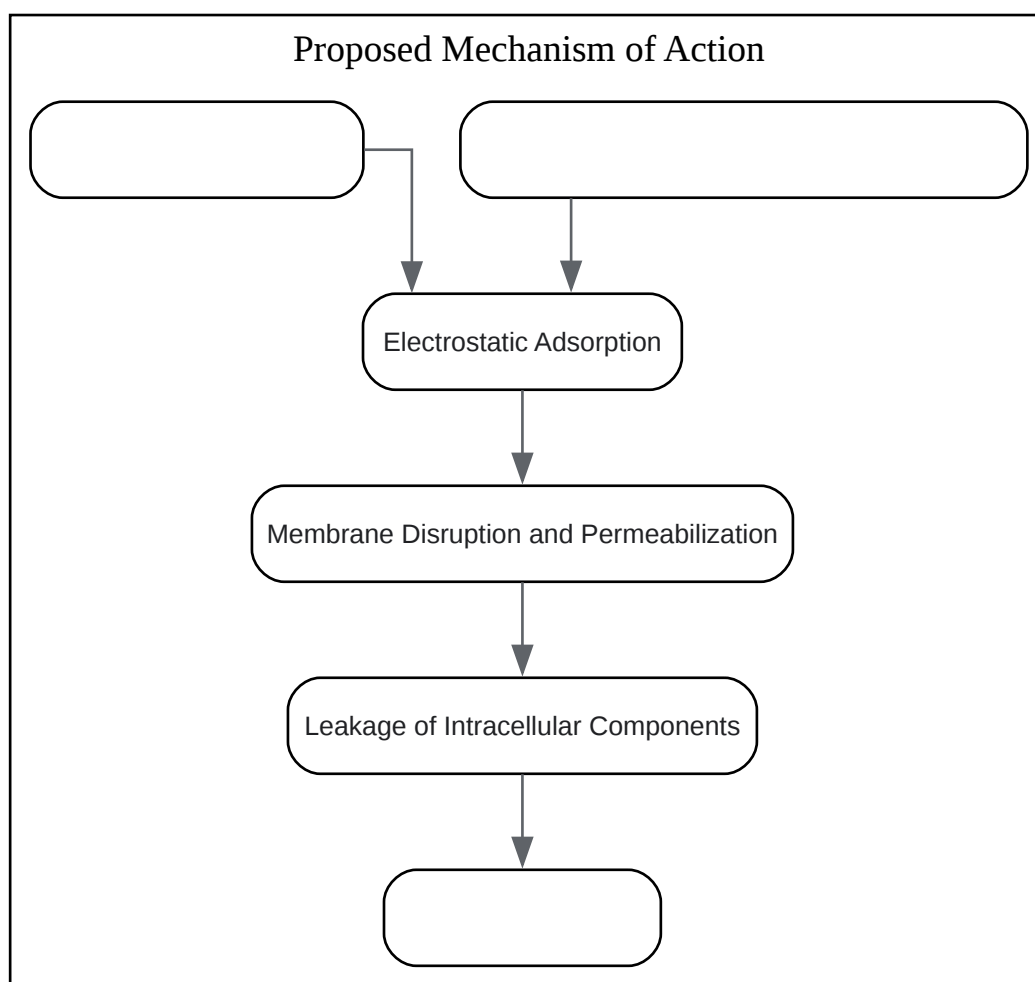 Proposed Mechanism of Action
Electrostatic Adsorption
Membrane Disruption and Permeabilization
Leakage of Intracellular Components